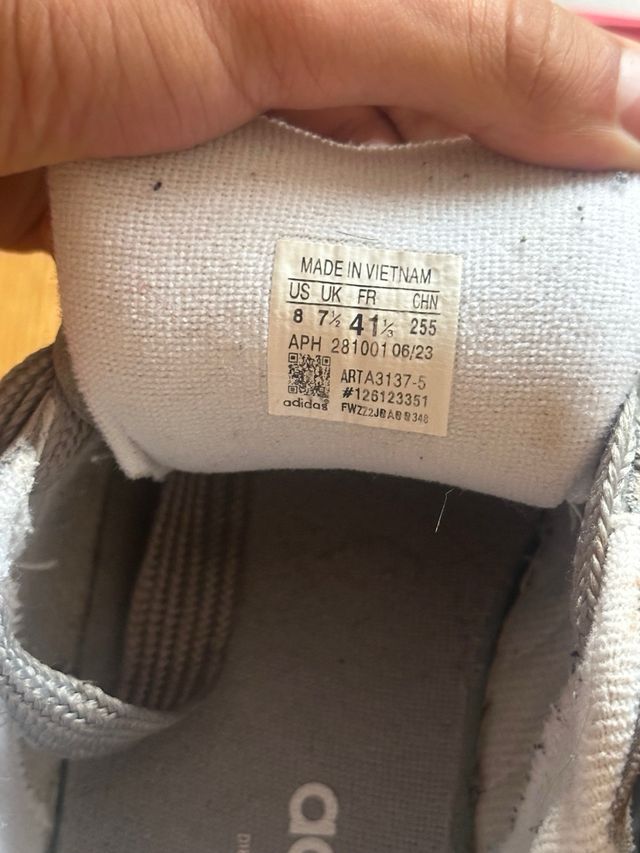 MADE IN VIETNAM
US UK FR CHN
8 7½ 41⅓ 255
APH 281001 06/23
ARTA3137-5
#126123351
adidas